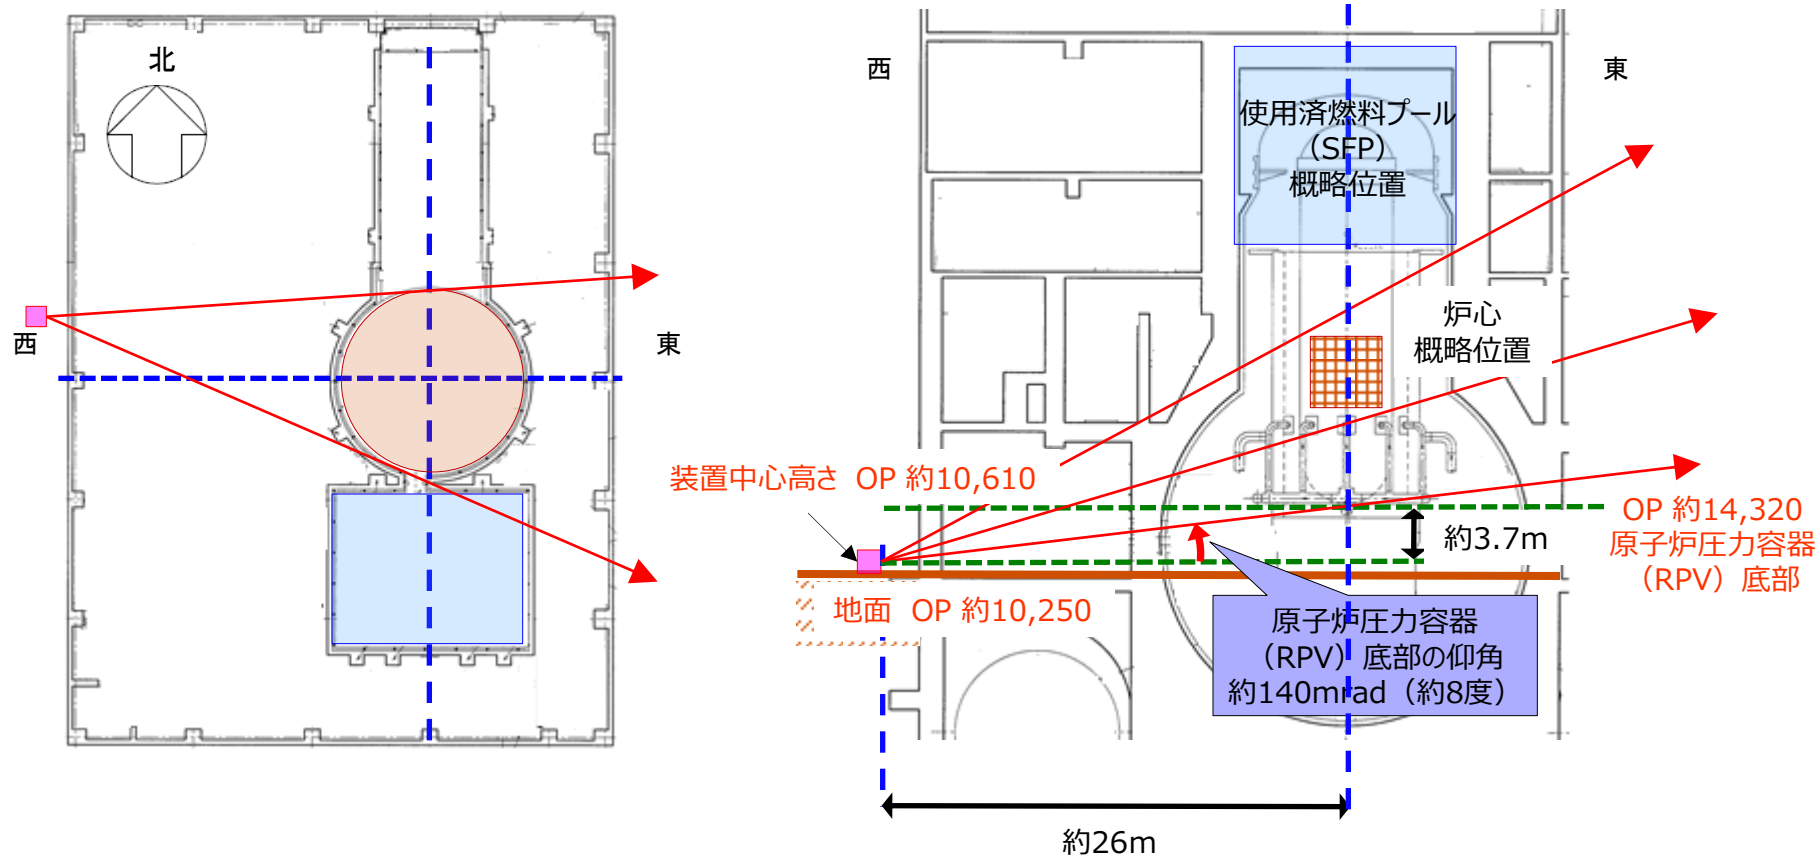 北
西
東
西
東
使用済燃料プール
（SFP）
概略位置
炉心
概略位置
装置中心高さ OP 約10,610
OP 約14,320
原子炉圧力容器
（RPV）底部
約3.7m
地面 OP 約10,250
原子炉圧力容器
（RPV）底部の仰角
約140mrad（約8度）
約26m